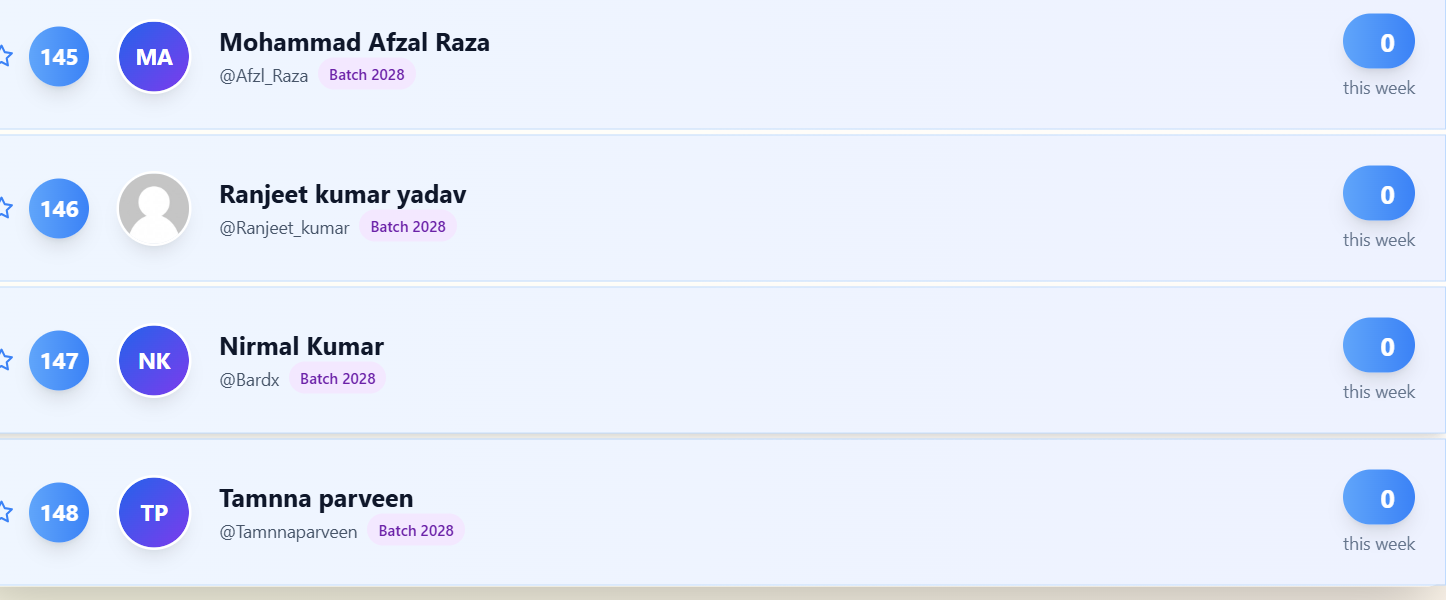 145 MA Mohammad Afzal Raza 0
@Afzl_Raza Batch 2028 this week
146 Ranjeet kumar yadav 0
@Ranjeet_kumar Batch 2028 this week
147 NK Nirmal Kumar 0
@Bardx Batch 2028 this week
148 TP Tamnna parveen 0
@Tamnnaparveen Batch 2028 this week